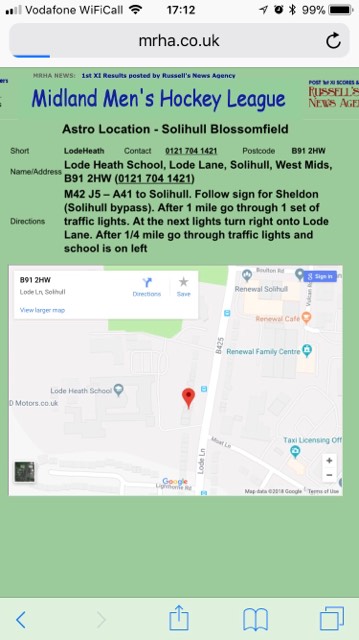 Vodafone WiFiCall 17:12 99%
mrha.co.uk
MRHA NEWS: 1st XI Results posted by Russell's News Agency
Midland Men's Hockey League
POST 1st XI SCORES &
RUSSELL'S
NEWS AGE
Astro Location - Solihull Blossomfield
Short LodeHeath Contact 0121 704 1421 Postcode B91 2HW
Name/Address Lode Heath School, Lode Lane, Solihull, West Mids,
B91 2HW (0121 704 1421)
Directions M42 J5 – A41 to Solihull. Follow sign for Sheldon
(Solihull bypass). After 1 mile go through 1 set of
traffic lights. At the next lights turn right onto Lode
Lane. After 1/4 mile go through traffic lights and
school is on left
B91 2HW
Lode Ln, Solihull
Directions Save
View larger map
Sign in
Boulton Rd
Renewal Solihull
Vulcan Rd
Renewal Café
B425
Renewal Family Centre
Lode Heath School
D Motors.co.uk
Moat Ln
Taxi Licensing Off
Lode Ln
Lightorne Rd
Google
Map data ©2018 Google Terms of Use